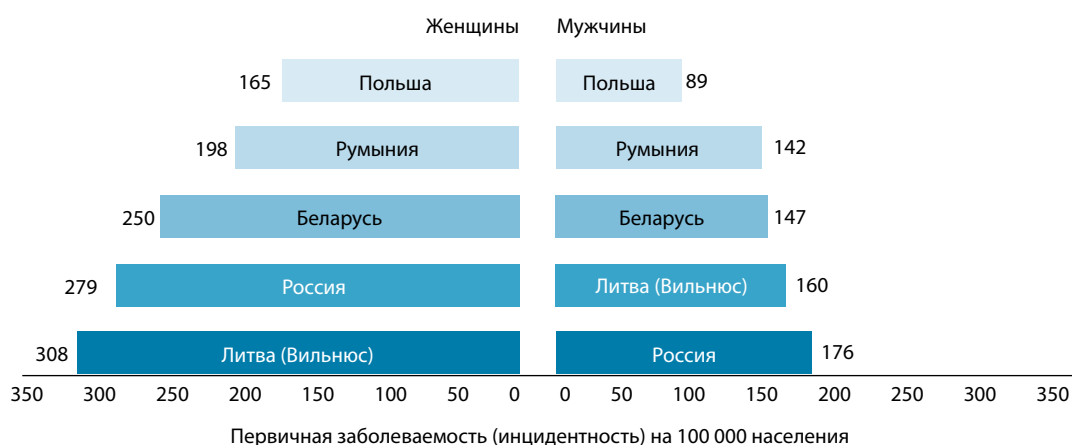 Женщины Мужчины
165 Польша Польша 89
198 Румыния Румыния 142
250 Беларусь Беларусь 147
279 Россия Литва (Вильнюс) 160
308 Литва (Вильнюс) Россия 176
350 300 250 200 150 100 50 0 0 50 100 150 200 250 300 350
Первичная заболеваемость (инцидентность) на 100 000 населения